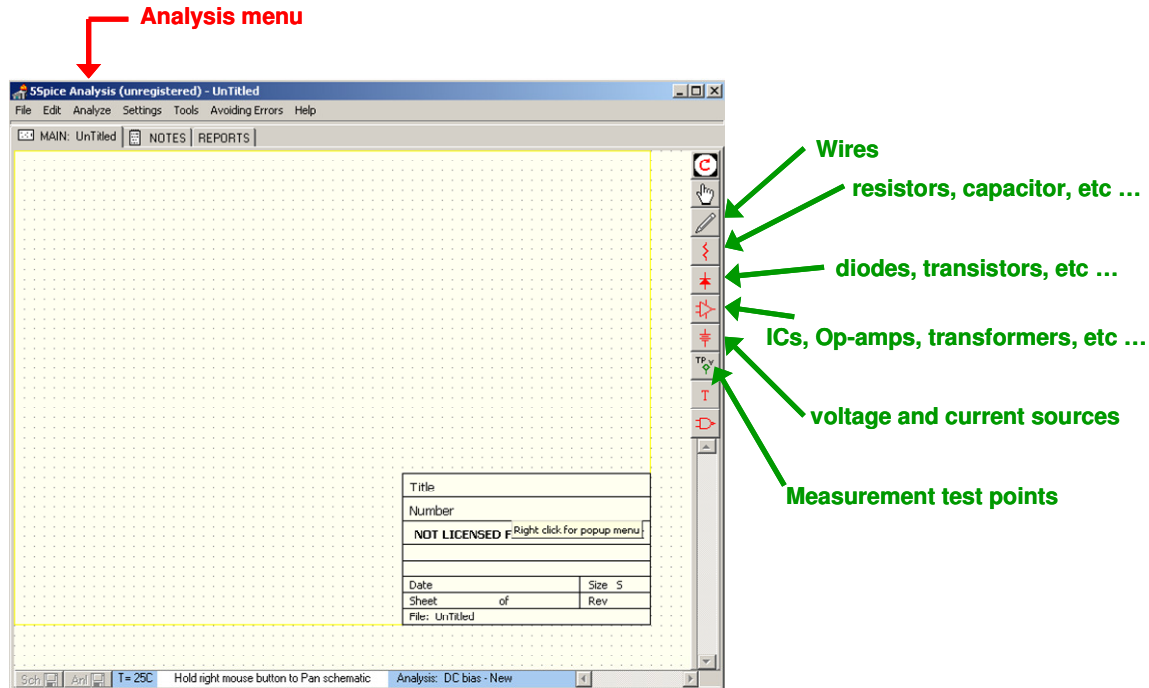 Analysis menu
5Spice Analysis (unregistered) - UnTitled
File Edit Analyze Settings Tools Avoiding Errors Help
MAIN: UnTitled NOTES REPORTS
Wires
resistors, capacitor, etc …
diodes, transistors, etc …
ICs, Op-amps, transformers, etc …
TP V
voltage and current sources
T
Title
Measurement test points
Number
NOT LICENSED F Right click for popup menu
Date Size S
Sheet of Rev
File: UnTitled
Sch Anl T= 25C Hold right mouse button to Pan schematic Analysis: DC bias - New